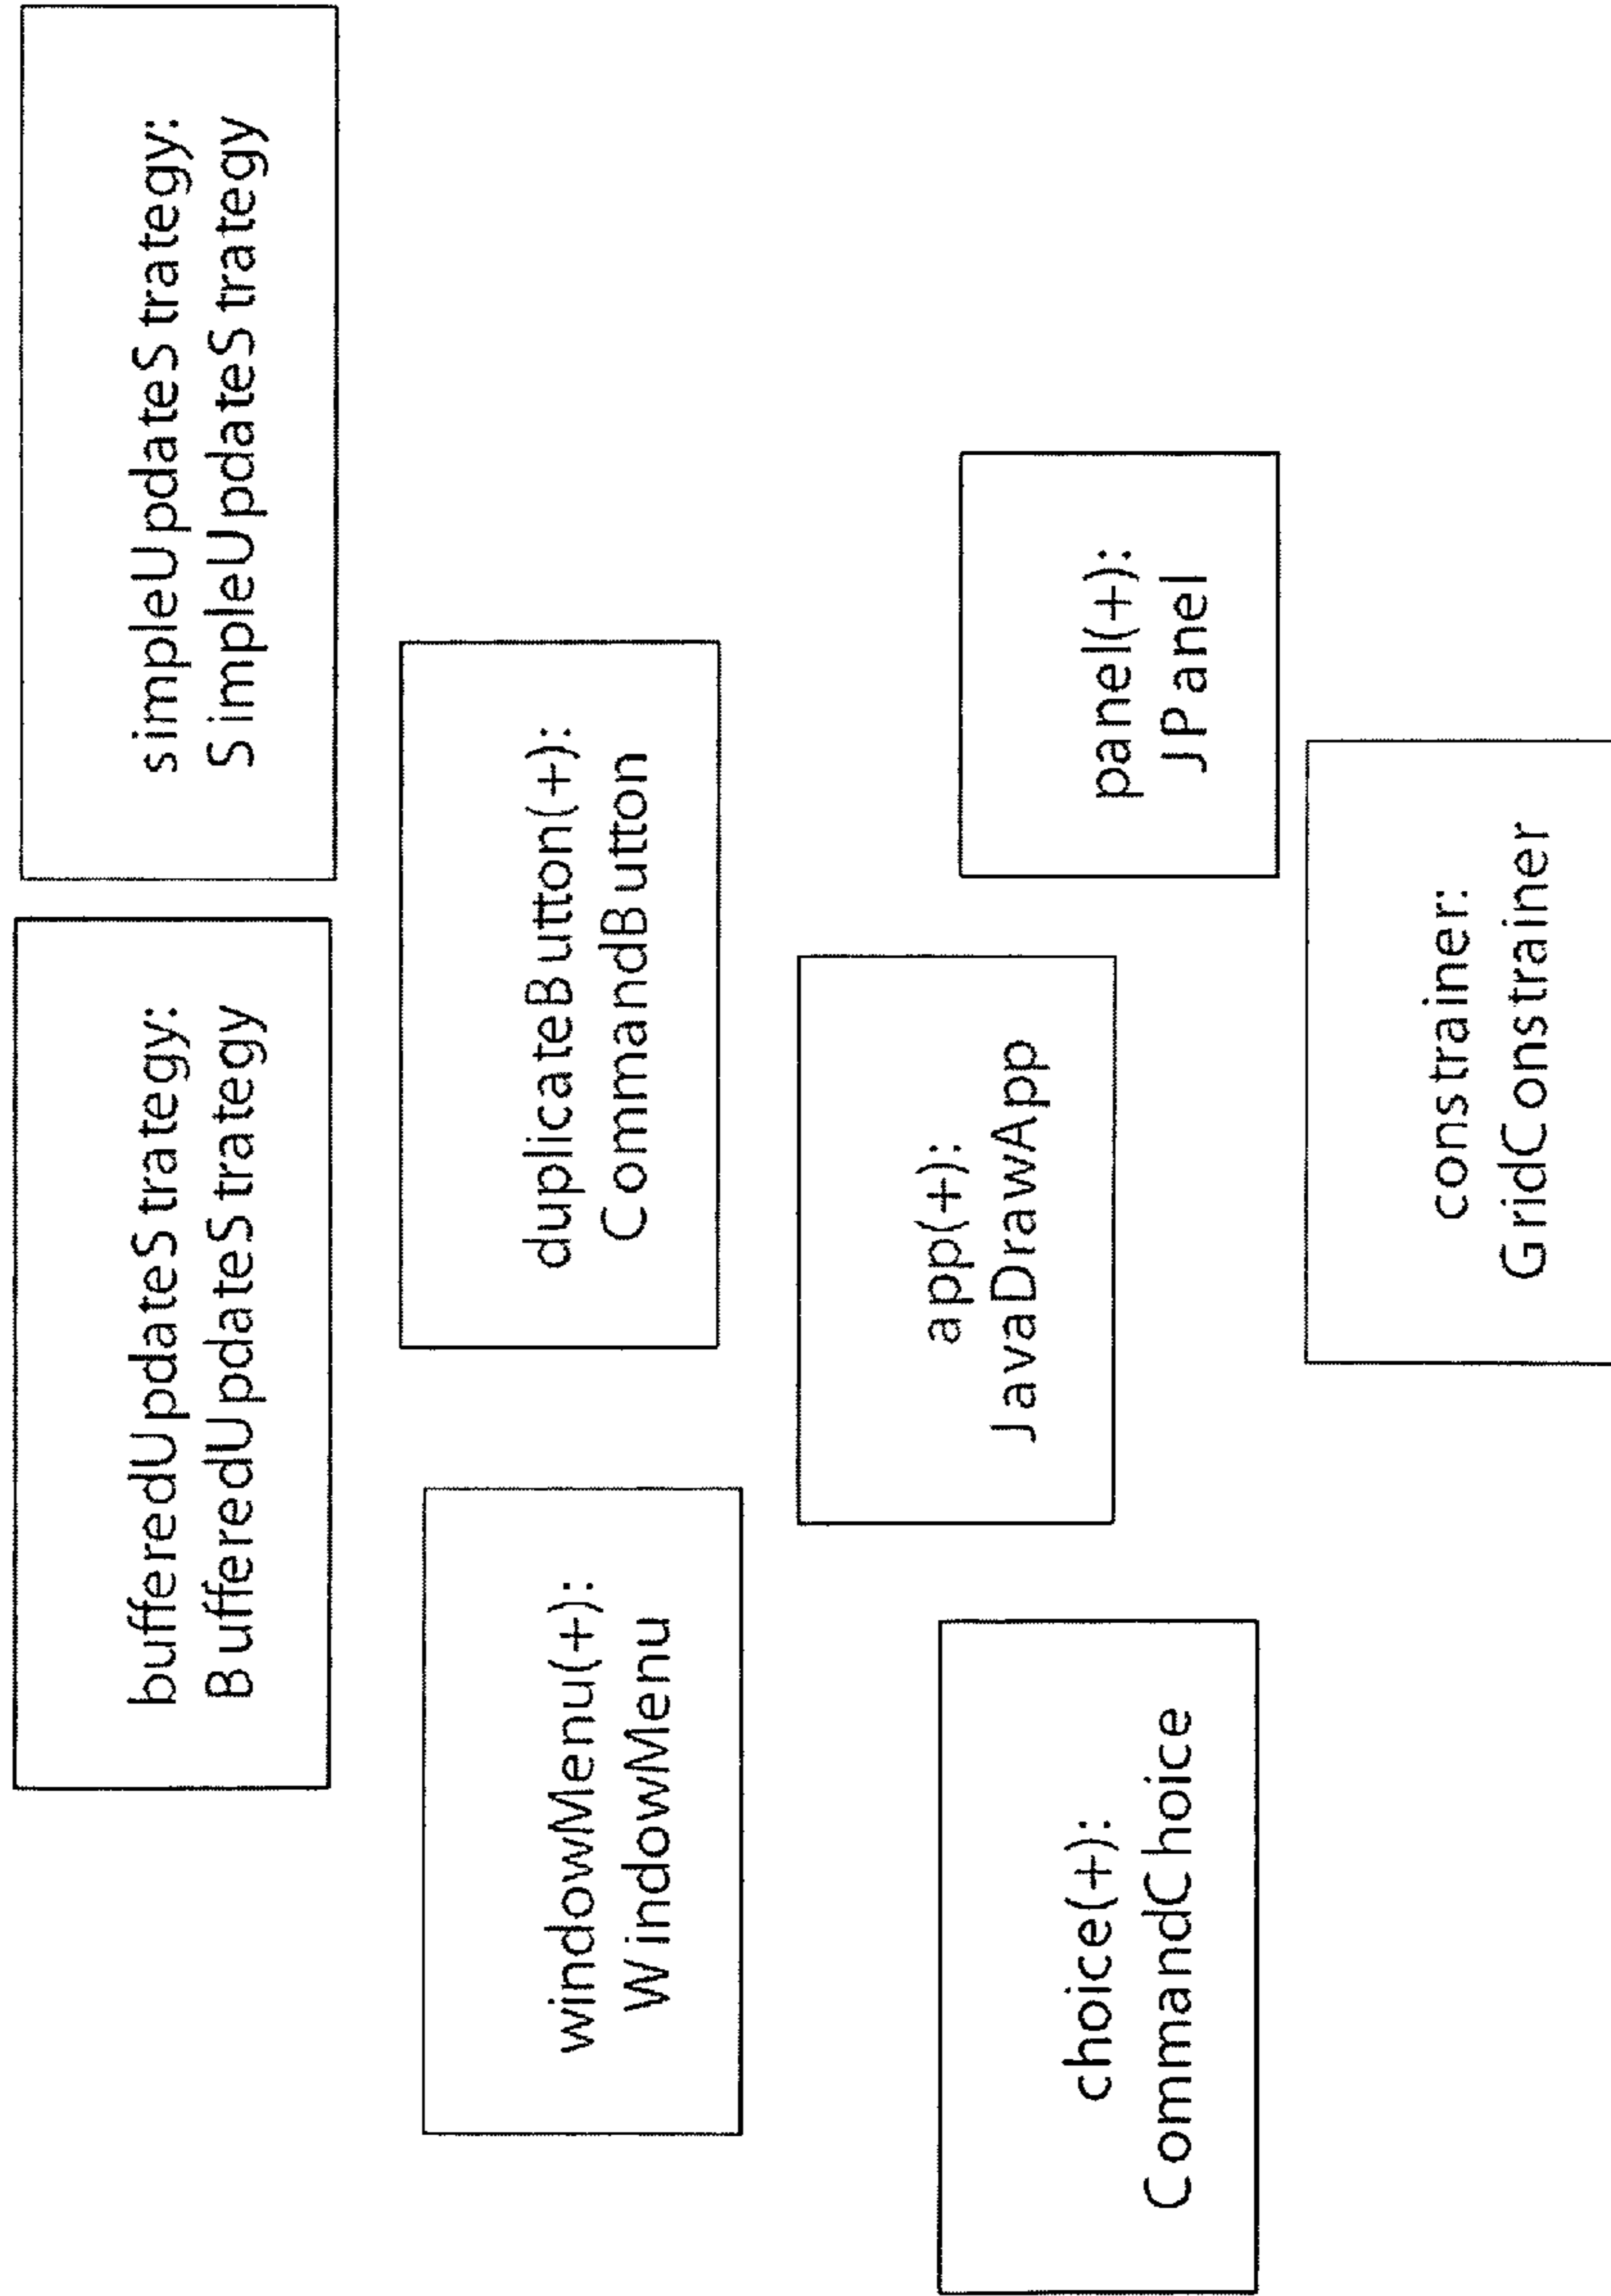 bufferedUpdateStrategy:
BufferedUpdateStrategy
simpleUpdateStrategy:
SimpleUpdateStrategy
windowMenu(+):
WindowMenu
duplicateButton(+):
CommandButton
app(+):
JavaDrawApp
choice(+):
CommandChoice
panel(+):
JPanel
constrainer:
GridConstrainer